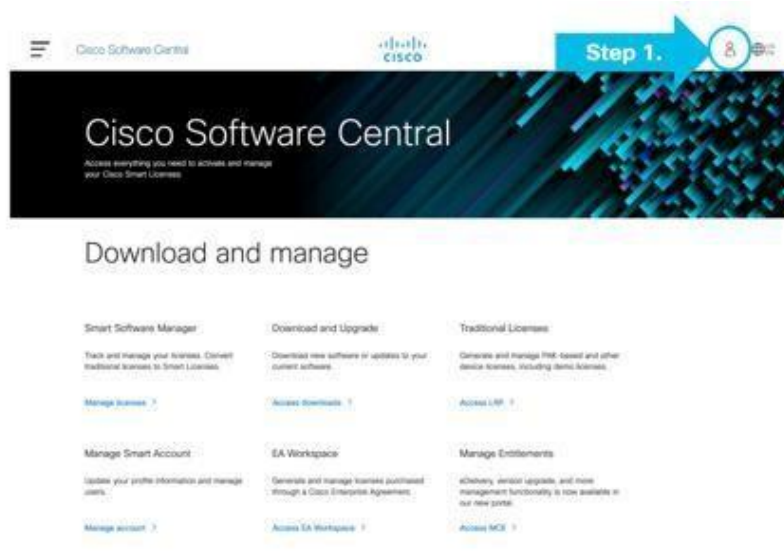 Cisco Software Central
CISCO
Step 1.
Cisco Software Central
Access everything you need to activate and manage
your Cisco Smart Licenses
Download and manage
Smart Software Manager
Download and Upgrade
Traditional Licenses
Track and manage your licenses. Convert
traditional licenses to Smart Licenses.
Download new software or updates to your
current software.
Generate and manage PAK-based and other
device licenses, including demo licenses.
Manage licenses
Access downloads
Access LRP
Manage Smart Account
EA Workspace
Manage Entitlements
Update your profile information and manage
users.
Generate and manage licenses purchased
through a Cisco Enterprise Agreement.
eDelivery, version upgrade, and more
management functionality is now available in
our new portal.
Manage account
Access EA Workspace
Access MCE